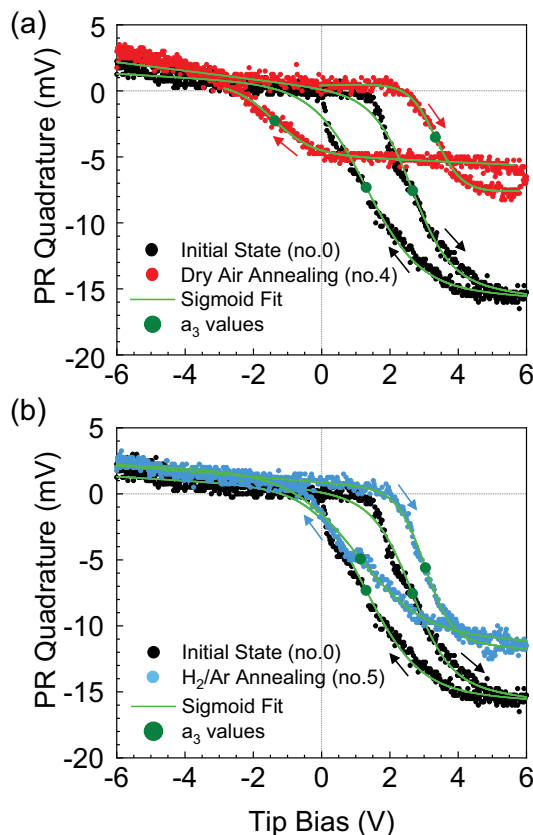 (a)
PR Quadrature (mV)
5
0
-5
-10
-15
-20
Initial State (no.0)
Dry Air Annealing (no.4)
Sigmoid Fit
a₃ values
-6 -4 -2 0 2 4 6
(b)
PR Quadrature (mV)
5
0
-5
-10
-15
-20
Initial State (no.0)
H₂/Ar Annealing (no.5)
Sigmoid Fit
a₃ values
-6 -4 -2 0 2 4 6
Tip Bias (V)